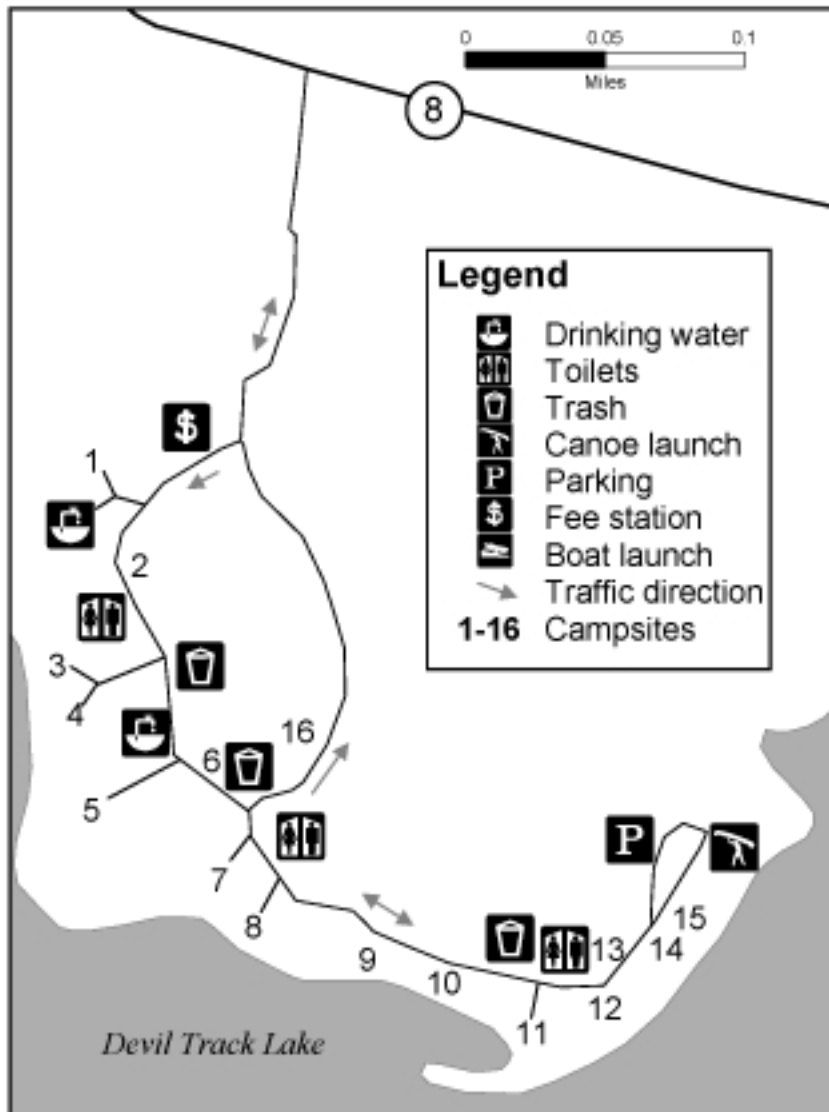 0 0.05 0.1
Miles
8
Legend
Drinking water
Toilets
Trash
Canoe launch
P Parking
$ Fee station
Boat launch
Traffic direction
1-16 Campsites
$
1
2
3
4
16
6
5
P
7
8
15
13
14
9
10
12
11
Devil Track Lake